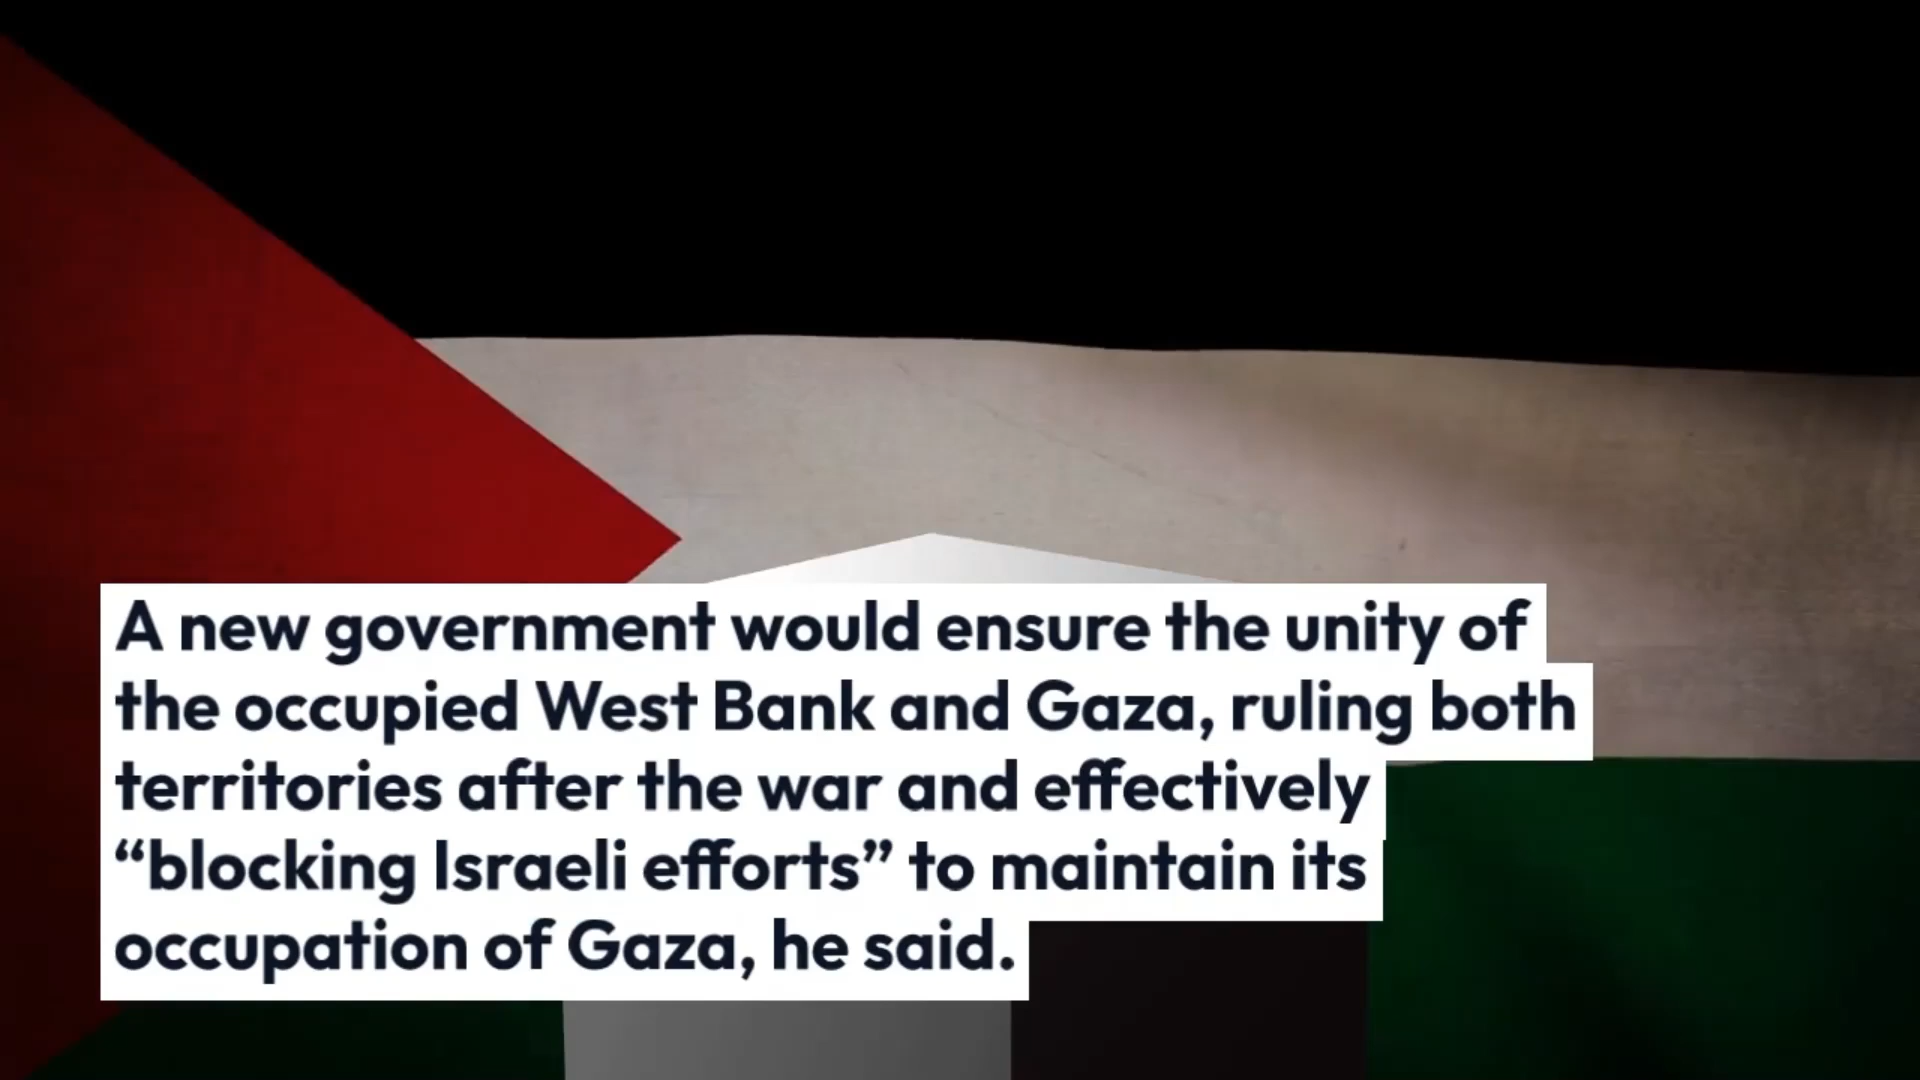 A new government would ensure the unity of
the occupied West Bank and Gaza, ruling both
territories after the war and effectively
“blocking Israeli efforts” to maintain its
occupation of Gaza, he said.